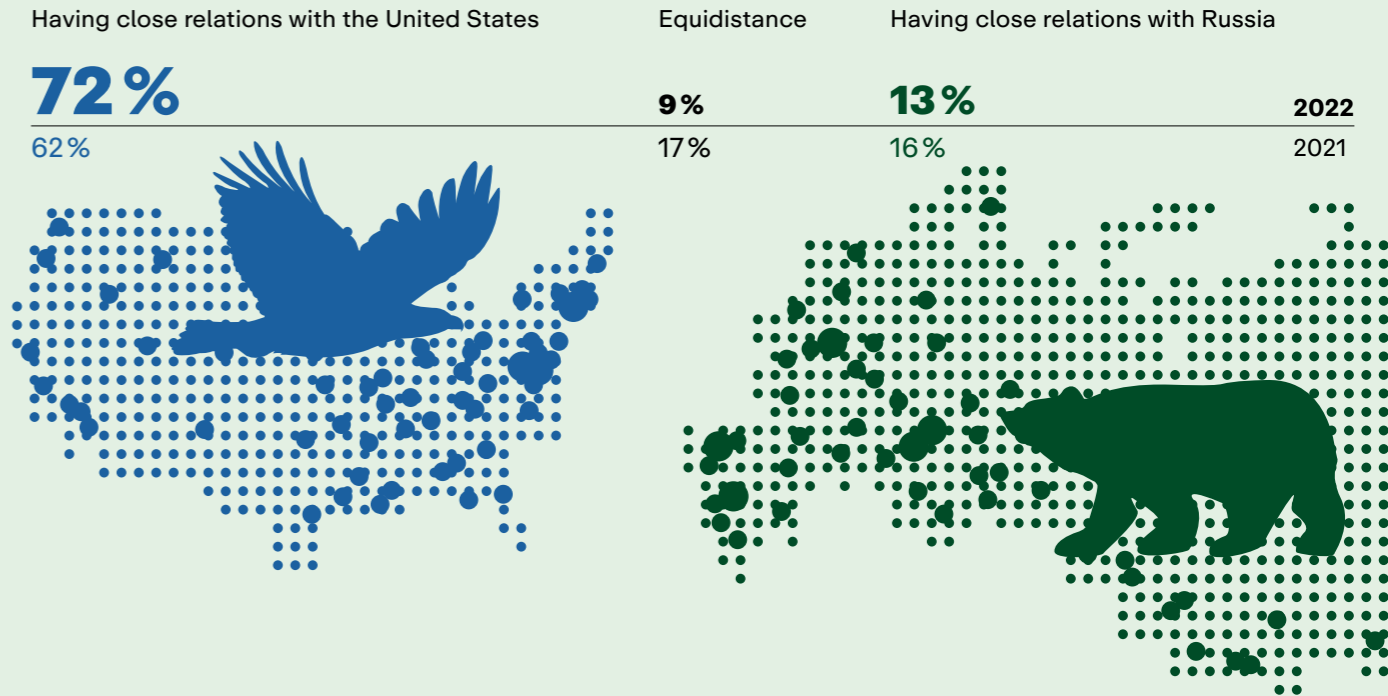 Having close relations with the United States
Equidistance
Having close relations with Russia
72 %
9 %
13 %
2022
62 %
17 %
16 %
2021